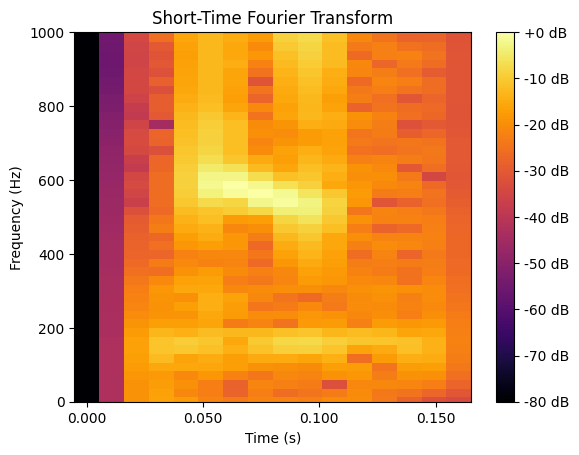 Short-Time Fourier Transform
Frequency (Hz)
1000
800
600
400
200
0
0.000
0.050
0.100
0.150
Time (s)
+0 dB
-10 dB
-20 dB
-30 dB
-40 dB
-50 dB
-60 dB
-70 dB
-80 dB